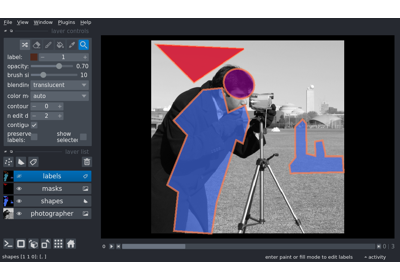 File View Window Plugins Help
layer controls
label: 1
opacity: 0.70
brush si 10
blending translucent
color m auto
contour 0
n edit d 2
contigu
preserve labels: show selected
layer list
labels
masks
shapes
photographer
0 : 3
shapes [1 1 0]: [..]
enter paint or fill mode to edit labels
activity